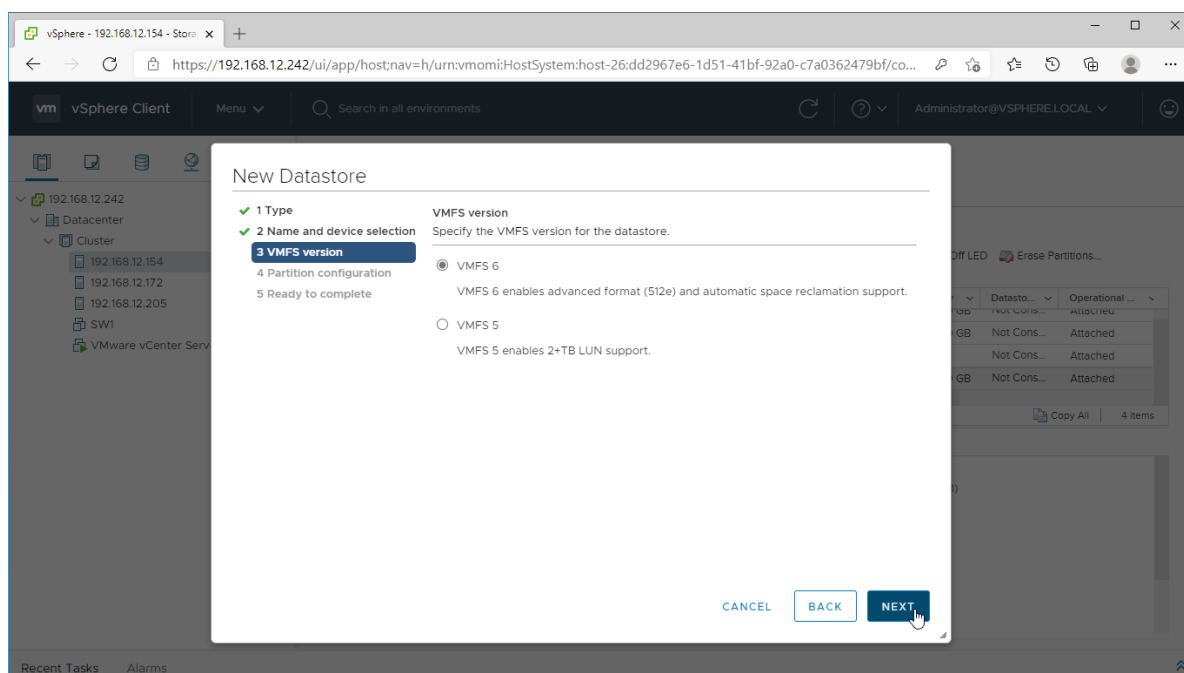 vSphere - 192.168.12.154 - Stora
https://192.168.12.242/ui/app/host;nav=h/urn:vmomi:HostSystem:host-26:dd2967e6-1d51-41bf-92a0-c7a0362479bf/co...
vm vSphere Client Menu Search in all environments Administrator@VSPHERE.LOCAL
192.168.12.242
Datacenter
Cluster
192.168.12.154
192.168.12.172
192.168.12.205
SW1
VMware vCenter Serv
New Datastore
1 Type
2 Name and device selection
3 VMFS version
4 Partition configuration
5 Ready to complete
VMFS version
Specify the VMFS version for the datastore.
VMFS 6
VMFS 6 enables advanced format (512e) and automatic space reclamation support.
VMFS 5
VMFS 5 enables 2+TB LUN support.
CANCEL BACK NEXT
Off LED Erase Partitions...
Datasto... Operational ...
GB Not Cons... Attached
GB Not Cons... Attached
Not Cons... Attached
GB Not Cons... Attached
Copy All 4 items
Recent Tasks Alarms